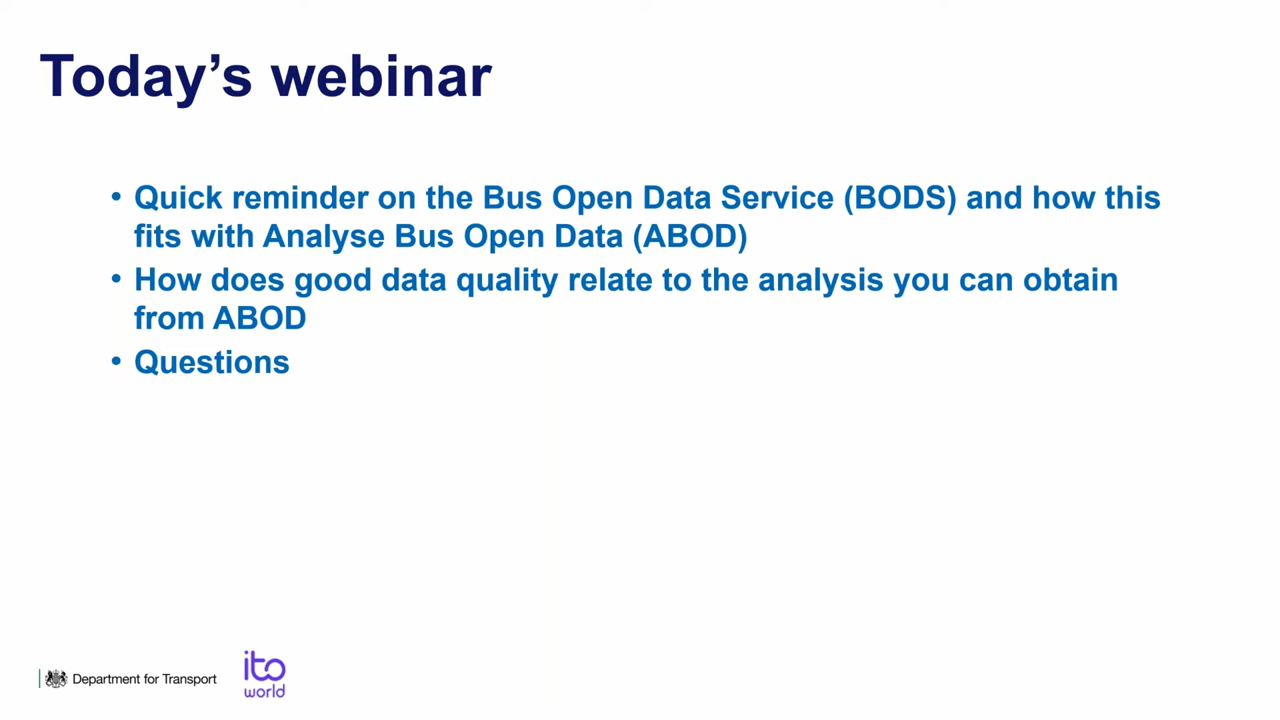 Today’s webinar
• Quick reminder on the Bus Open Data Service (BODS) and how this
fits with Analyse Bus Open Data (ABOD)
• How does good data quality relate to the analysis you can obtain
from ABOD
• Questions
Department for Transport
ito
world